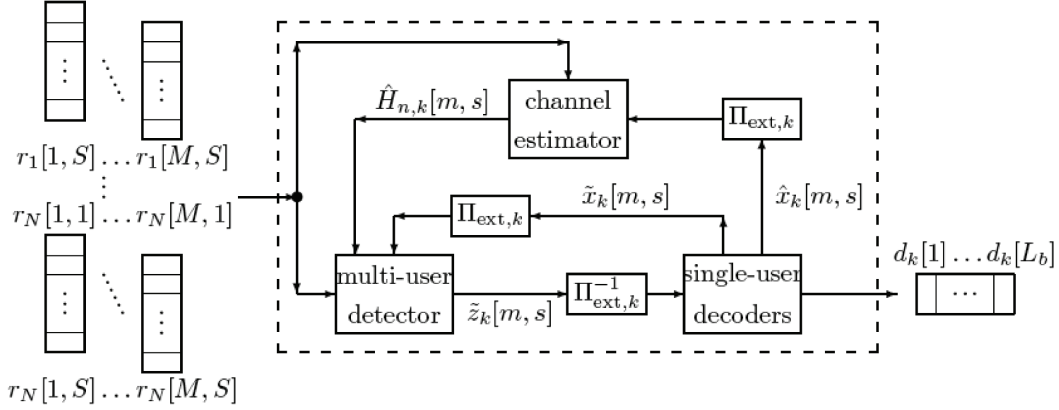 r_1[1, S] ... r_1[M, S]
⋮
r_N[1, 1] ... r_N[M, 1]
r_N[1, S] ... r_N[M, S]
Ĥ_{n,k}[m, s]
channel
estimator
Π_{ext,k}
x̃_k[m, s]
x̂_k[m, s]
Π_{ext,k}
multi-user
detector
z̃_k[m, s]
Π^{-1}_{ext,k}
single-user
decoders
d_k[1] ... d_k[L_b]
...